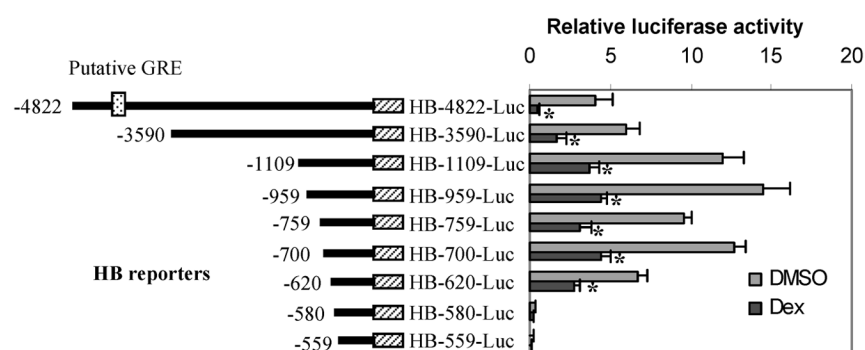 Relative luciferase activity
0 5 10 15 20
Putative GRE
-4822 HB-4822-Luc *
-3590 HB-3590-Luc *
-1109 HB-1109-Luc *
-959 HB-959-Luc *
-759 HB-759-Luc *
-700 HB-700-Luc *
HB reporters
-620 HB-620-Luc *
DMSO
-580 HB-580-Luc
Dex
-559 HB-559-Luc